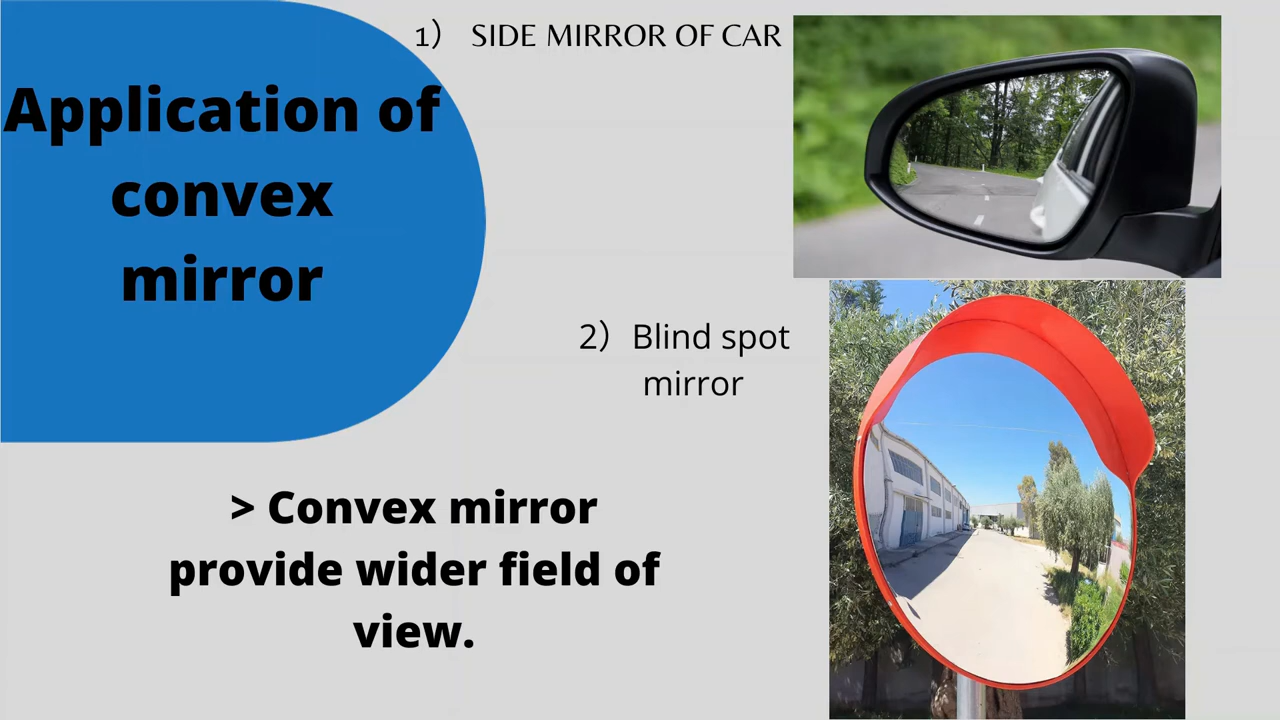 Application of
convex
mirror
1） SIDE MIRROR OF CAR
2）Blind spot
mirror
> Convex mirror
provide wider field of
view.